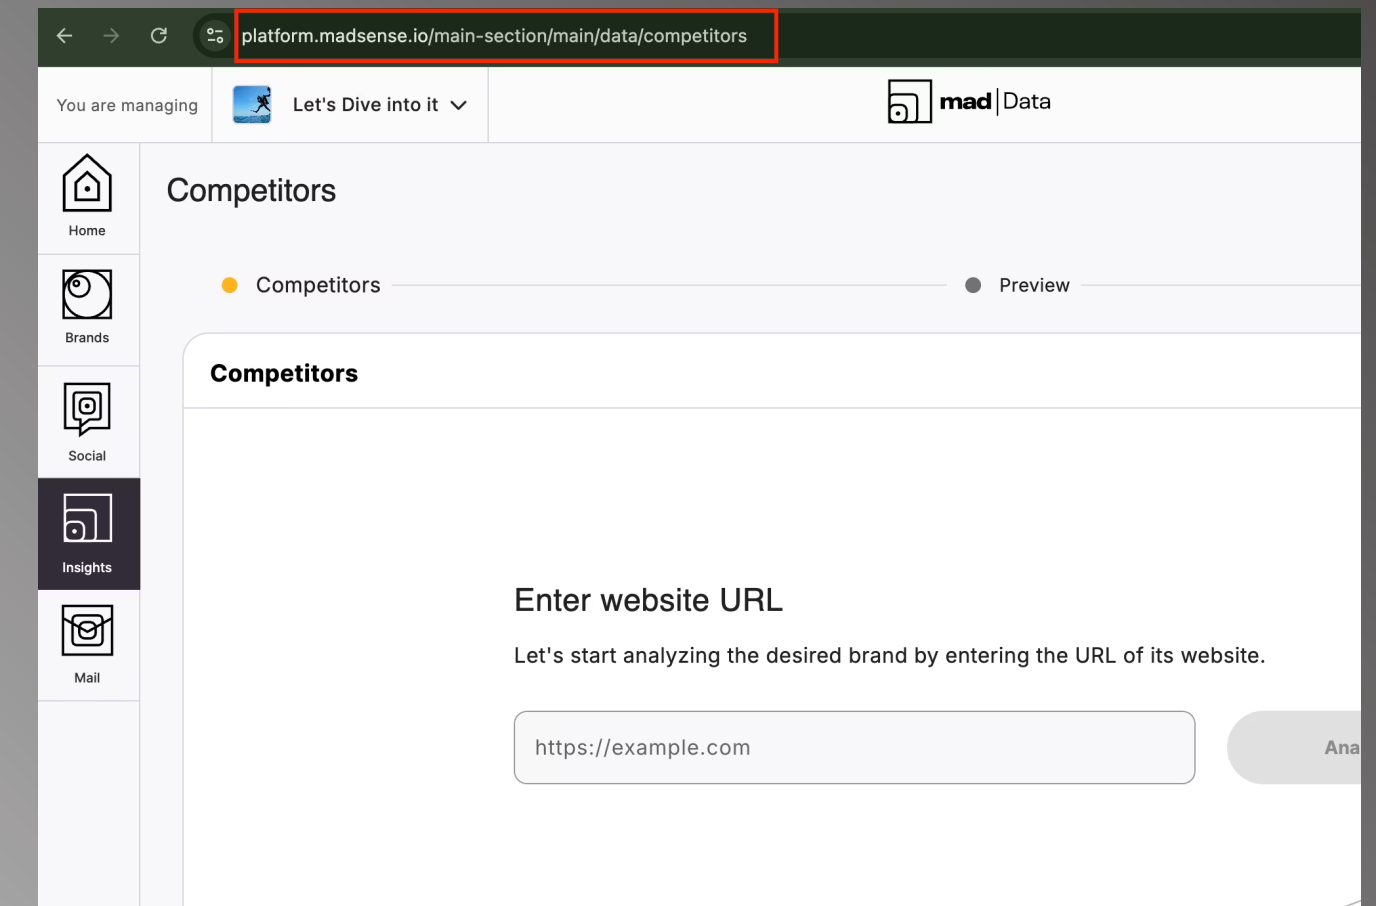 platform.madsense.io/main-section/main/data/competitors
You are managing
Let's Dive into it
mad|Data
Home
Brands
Social
Insights
Mail
Competitors
Competitors
Preview
Competitors
Enter website URL
Let's start analyzing the desired brand by entering the URL of its website.
https://example.com
Ana